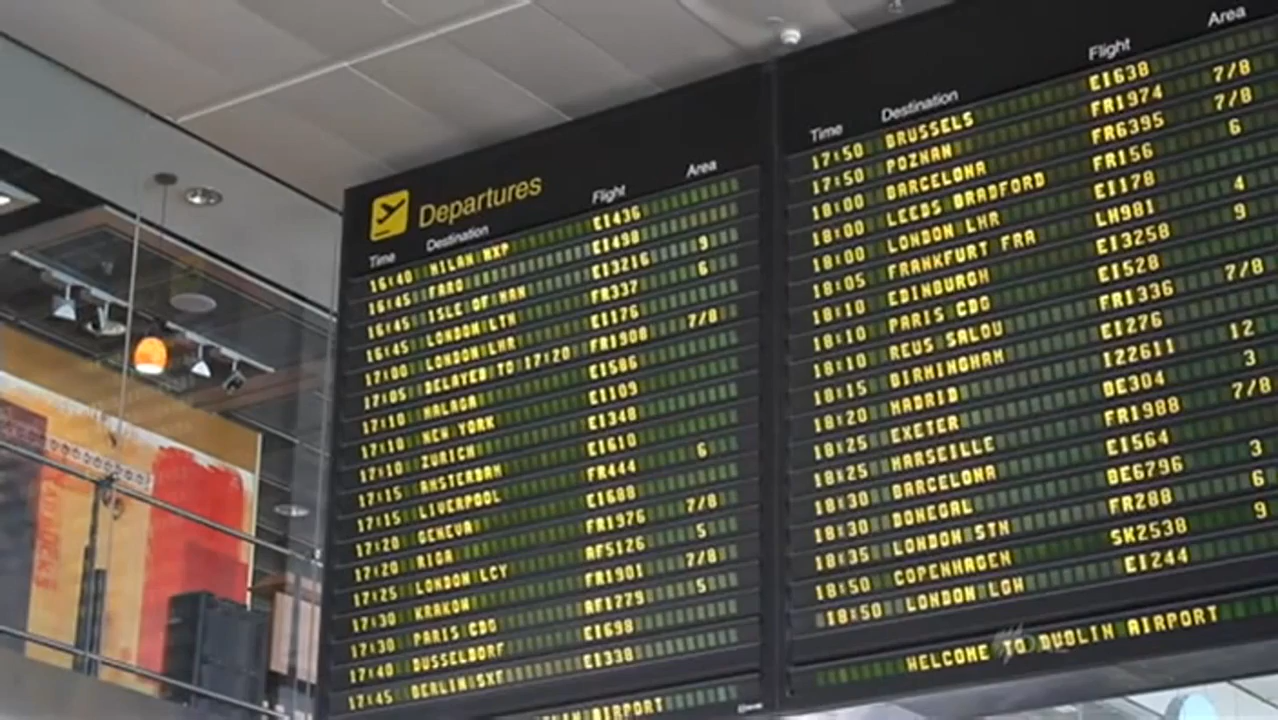 Departures
Time Destination Flight Area
16:40 MILAN MXP EI436
16:45 FARO EI498
16:45 ISLE OF MAN EI3216 9
16:45 LONDON LTN FR337 6
17:00 LONDON LHR EI176
17:05 DELAYED TO 17:20 FR1908 7/8
17:10 MALAGA EI586
17:10 NEW YORK EI109
17:10 ZURICH EI348
17:15 AMSTERDAM EI610
17:15 LIVERPOOL FR444 6
17:20 GENEVA EI688
17:20 RIGA FR1976 7/8
17:25 LONDON LCY AF5126 5
17:30 KRAKOW FR1901 7/8
17:30 PARIS CDG AF1779 5
17:40 DUSSELDORF EI698
17:45 BERLIN SXF EI338
AIRPORT
Time Destination Flight Area
17:50 BRUSSELS EI638
17:50 POZNAN FR1974 7/8
18:00 BARCELONA FR6395 7/8
18:00 LEEDS BRADFORD FR156 6
18:00 LONDON LHR EI178
18:05 FRANKFURT FRA LH981 4
18:10 EDINBURGH EI3258 9
18:10 PARIS CDG EI528
18:10 REUS SALOU FR1336 7/8
18:15 BIRMINGHAM EI276
18:20 MADRID I22611 12
18:25 EXETER BE304 3
18:25 MARSEILLE FR1988 7/8
18:30 BARCELONA EI564
18:30 DONEGAL BE6796 3
18:35 LONDON STN FR288 6
18:50 COPENHAGEN SK2538 9
18:50 LONDON LGW EI244
WELCOME TO DUBLIN AIRPORT